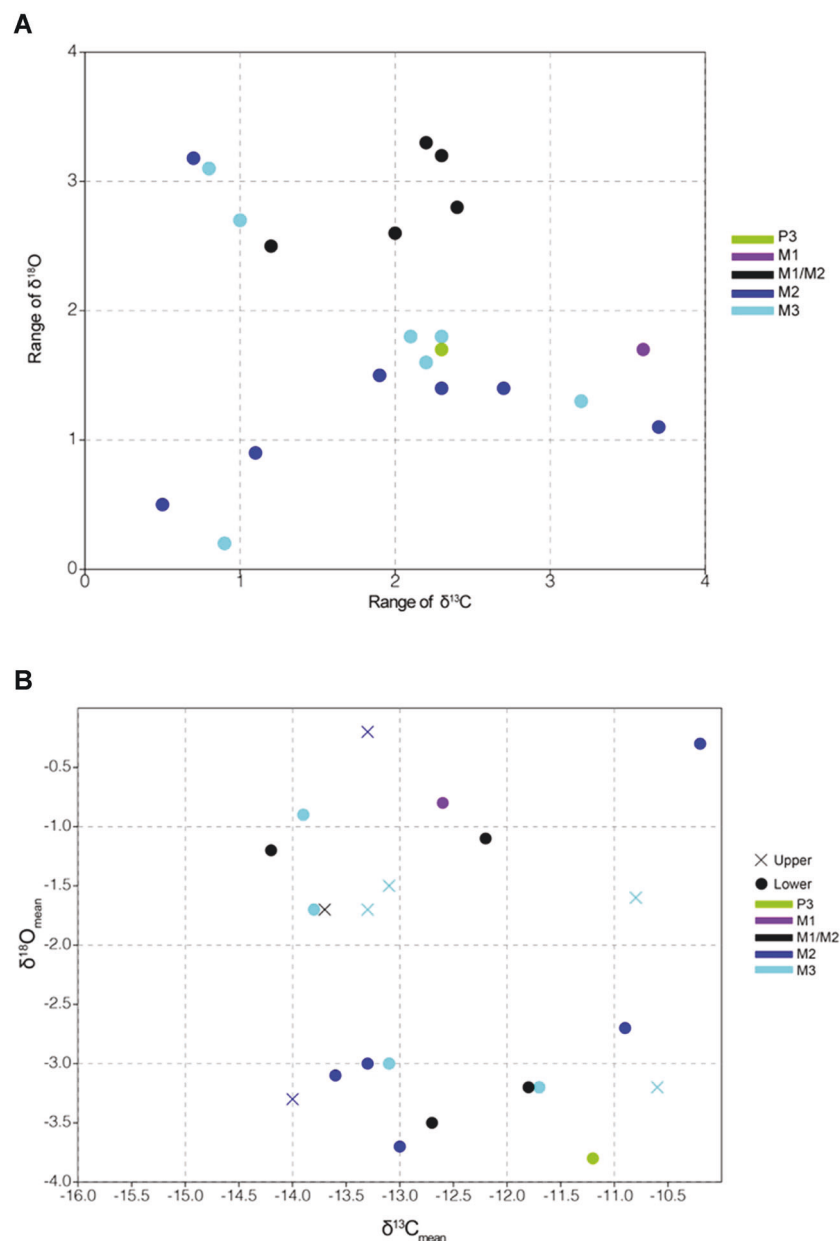 A
4
3
2
1
0
Range of δ¹⁸O
0 1 2 3 4
Range of δ¹³C
P3
M1
M1/M2
M2
M3
B
-0.5
-1.0
-1.5
-2.0
-2.5
-3.0
-3.5
-4.0
δ¹⁸Omean
-16.0 -15.0 -15.0 -14.5 -14.0 -13.5 -13.0 -12.5 -12.0 -11.5 -11.0 -10.5
δ¹³Cmean
Upper
Lower
P3
M1
M1/M2
M2
M3